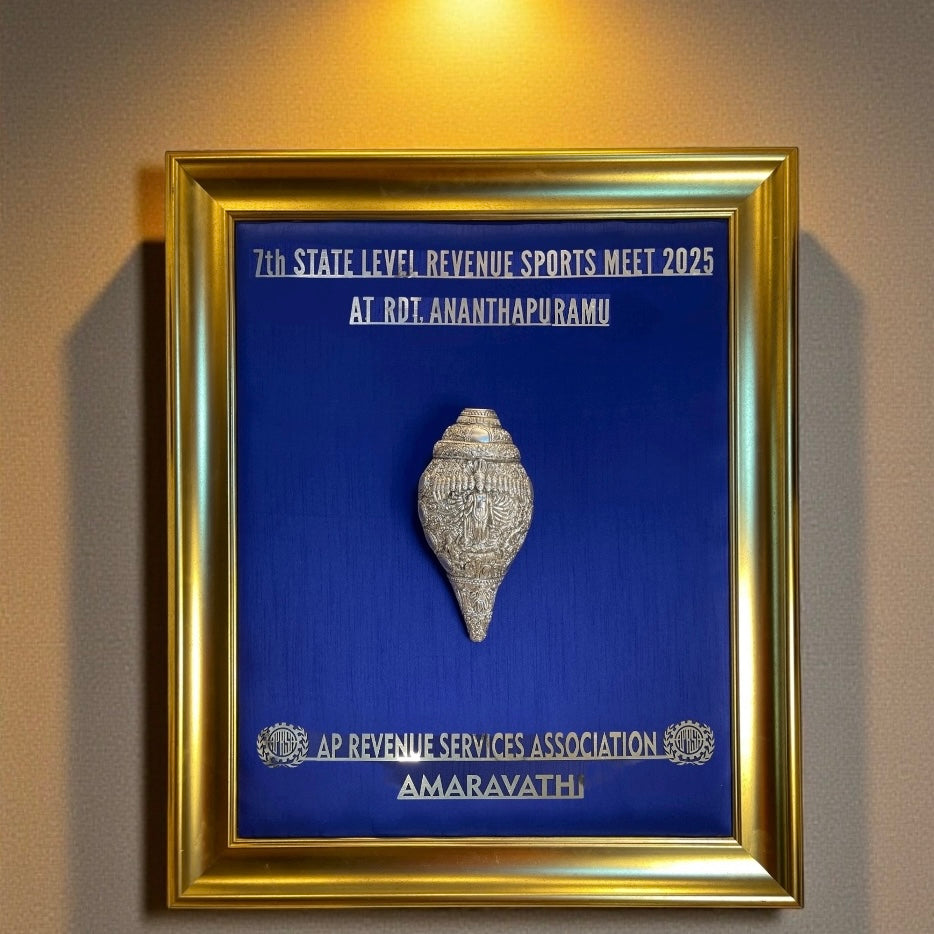 7th STATE LEVEL REVENUE SPORTS MEET 2025
AT RDT, ANANTHAPURAMU
AP REVENUE SERVICES ASSOCIATION
AMARAVATHI